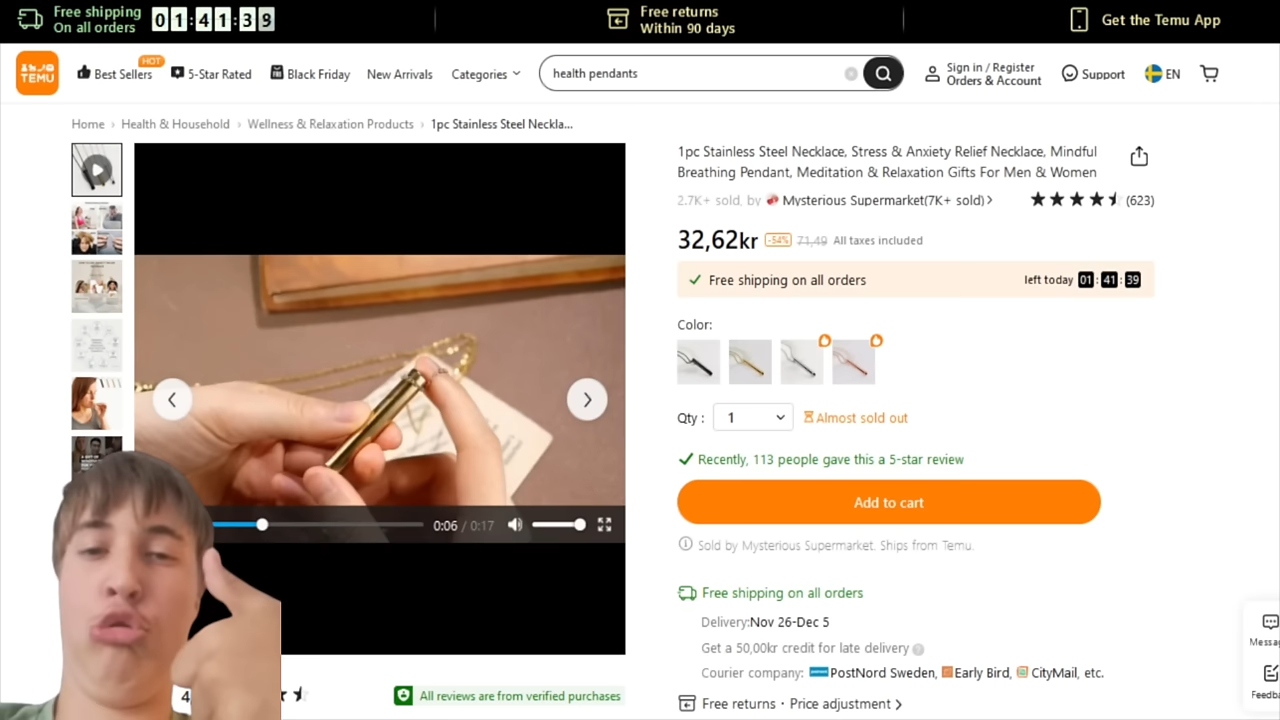 Free shipping
On all orders
01:41:39
Free returns
Within 90 days
Get the Temu App
TEMU
Best Sellers
HOT
5-Star Rated
Black Friday
New Arrivals
Categories
health pendants
Sign in / Register
Orders & Account
Support
EN
Home › Health & Household › Wellness & Relaxation Products › 1pc Stainless Steel Neckla...
1pc Stainless Steel Necklace, Stress & Anxiety Relief Necklace, Mindful
Breathing Pendant, Meditation & Relaxation Gifts For Men & Women
2.7K+ sold, by Mysterious Supermarket(7K+ sold) (623)
32,62kr -54% 71,49 All taxes included
Free shipping on all orders left today 01:41:39
Color:
Qty : 1 Almost sold out
Recently, 113 people gave this a 5-star review
Add to cart
0:06 / 0:17
Sold by Mysterious Supermarket. Ships from Temu.
Free shipping on all orders
Delivery:Nov 26-Dec 5
Get a 50,00kr credit for late delivery
Courier company: PostNord Sweden, Early Bird, CityMail, etc.
Free returns · Price adjustment
Messag
Feedba
4
All reviews are from verified purchases